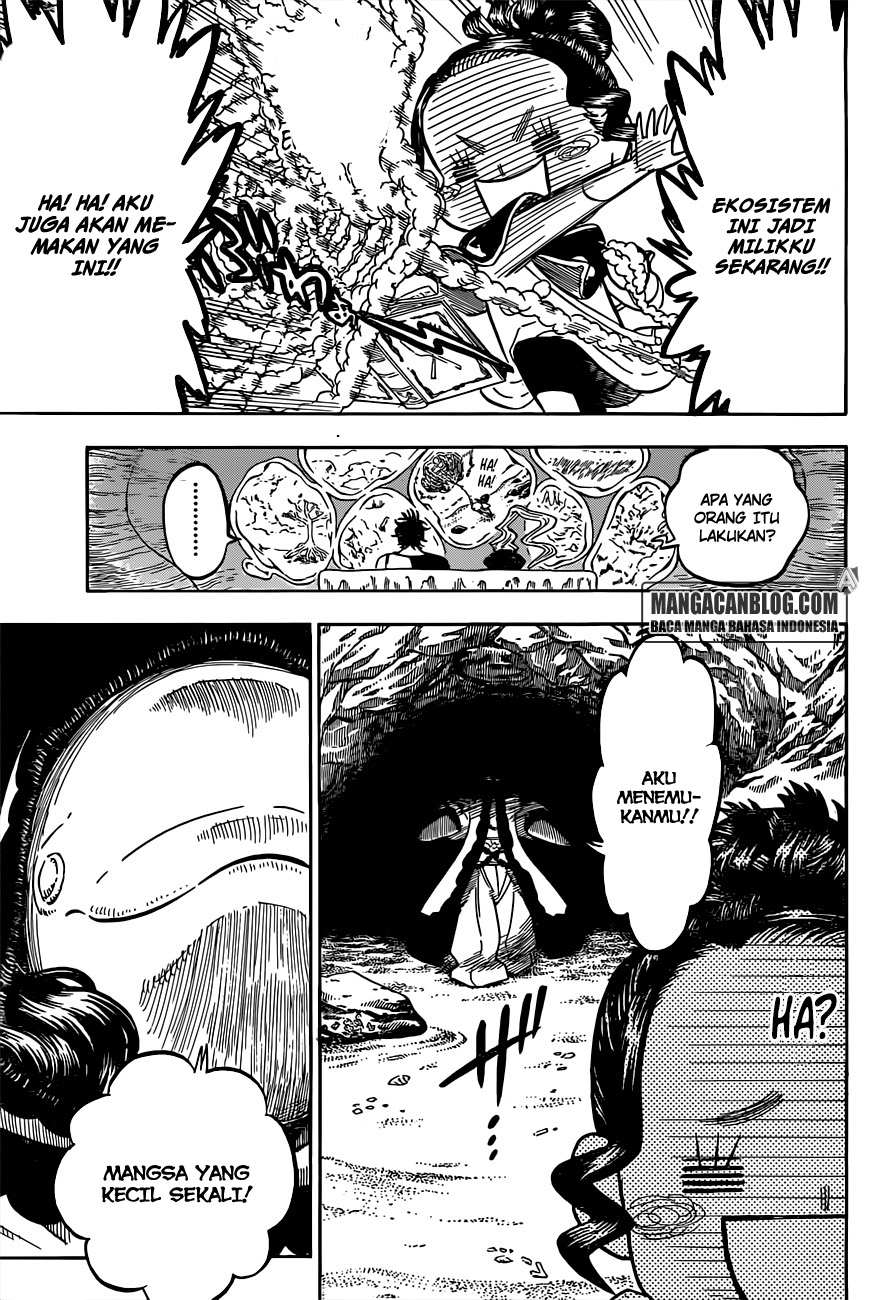 EKOSISTEM
INI JADI
MILIKKU
SEKARANG!!
HA! HA! AKU
JUGA AKAN ME-
MAKAN YANG
INI!!
APA YANG
ORANG ITU
LAKUKAN?
HA!
HA!
.........
MANGACANBLOG.COM
BACA MANGA BAHASA INDONESIA
AKU
MENEMU-
KANMU!!
HA?
MANGSA YANG
KECIL SEKALI!